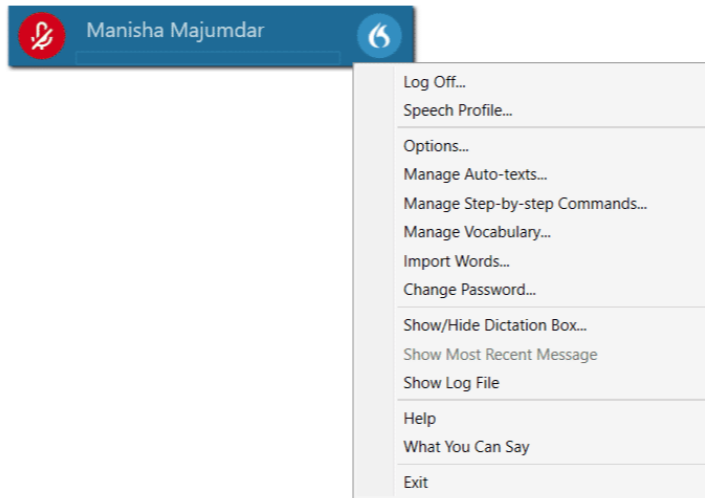 Manisha Majumdar
Log Off...
Speech Profile...
Options...
Manage Auto-texts...
Manage Step-by-step Commands...
Manage Vocabulary...
Import Words...
Change Password...
Show/Hide Dictation Box...
Show Most Recent Message
Show Log File
Help
What You Can Say
Exit